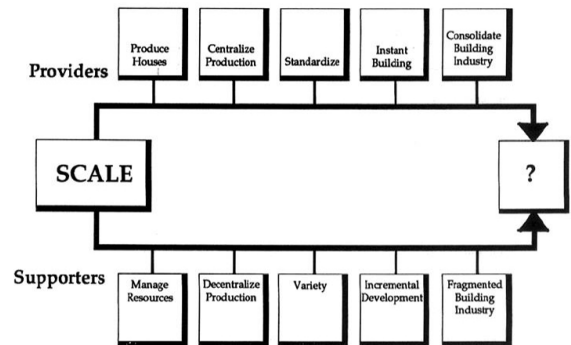 Produce
Houses
Centralize
Production
Standardize
Instant
Building
Consolidate
Building
Industry
Providers
SCALE
?
Supporters
Manage
Resources
Decentralize
Production
Variety
Incremental
Development
Fragmented
Building
Industry